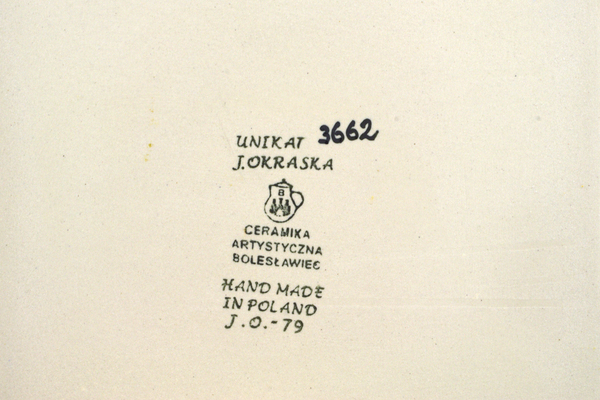 UNIKAT 3662
J.OKRASKA
B
CERAMIKA
ARTYSTYCZNA
BOLESŁAWIEC
HAND MADE
IN POLAND
J.O.-79